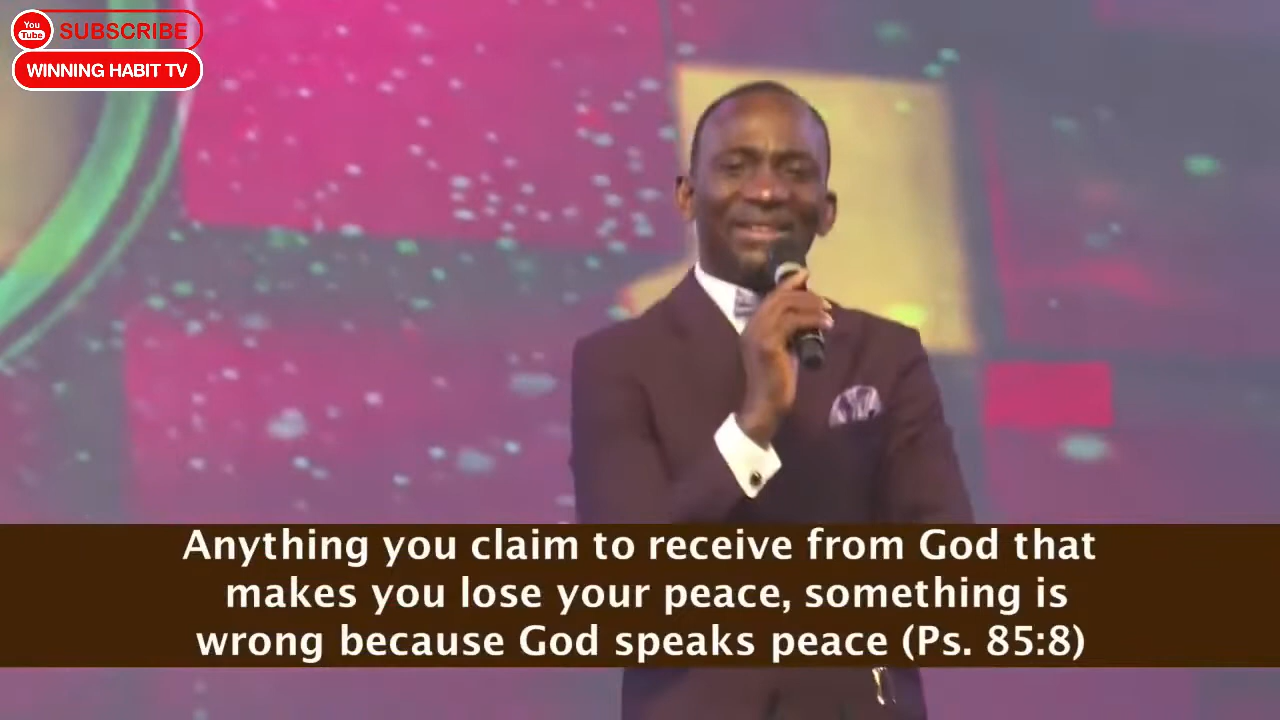 You
Tube
SUBSCRIBE
WINNING HABIT TV
Anything you claim to receive from God that
makes you lose your peace, something is
wrong because God speaks peace (Ps. 85:8)